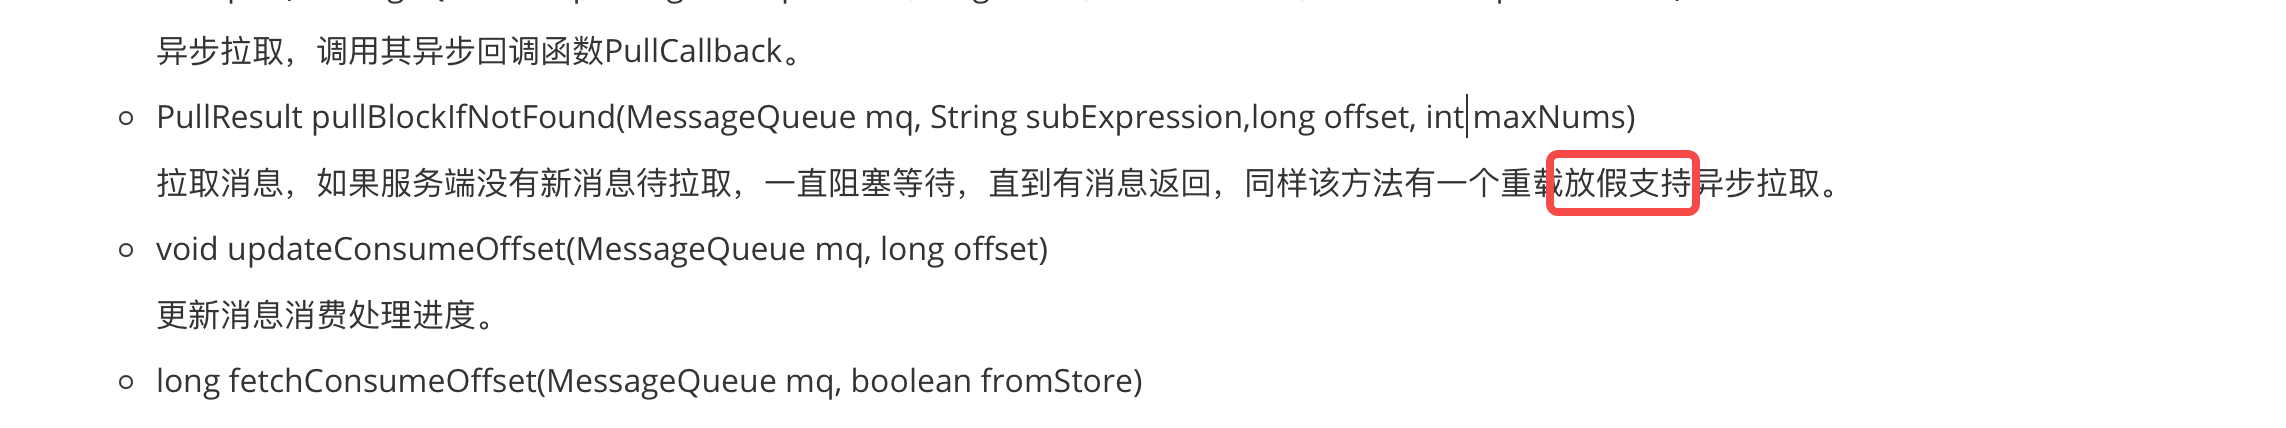 异步拉取，调用其异步回调函数PullCallback。
PullResult pullBlockIfNotFound(MessageQueue mq, String subExpression,long offset, int maxNums)
拉取消息，如果服务端没有新消息待拉取，一直阻塞等待，直到有消息返回，同样该方法有一个重载放假支持异步拉取。
void updateConsumeOffset(MessageQueue mq, long offset)
更新消息消费处理进度。
long fetchConsumeOffset(MessageQueue mq, boolean fromStore)